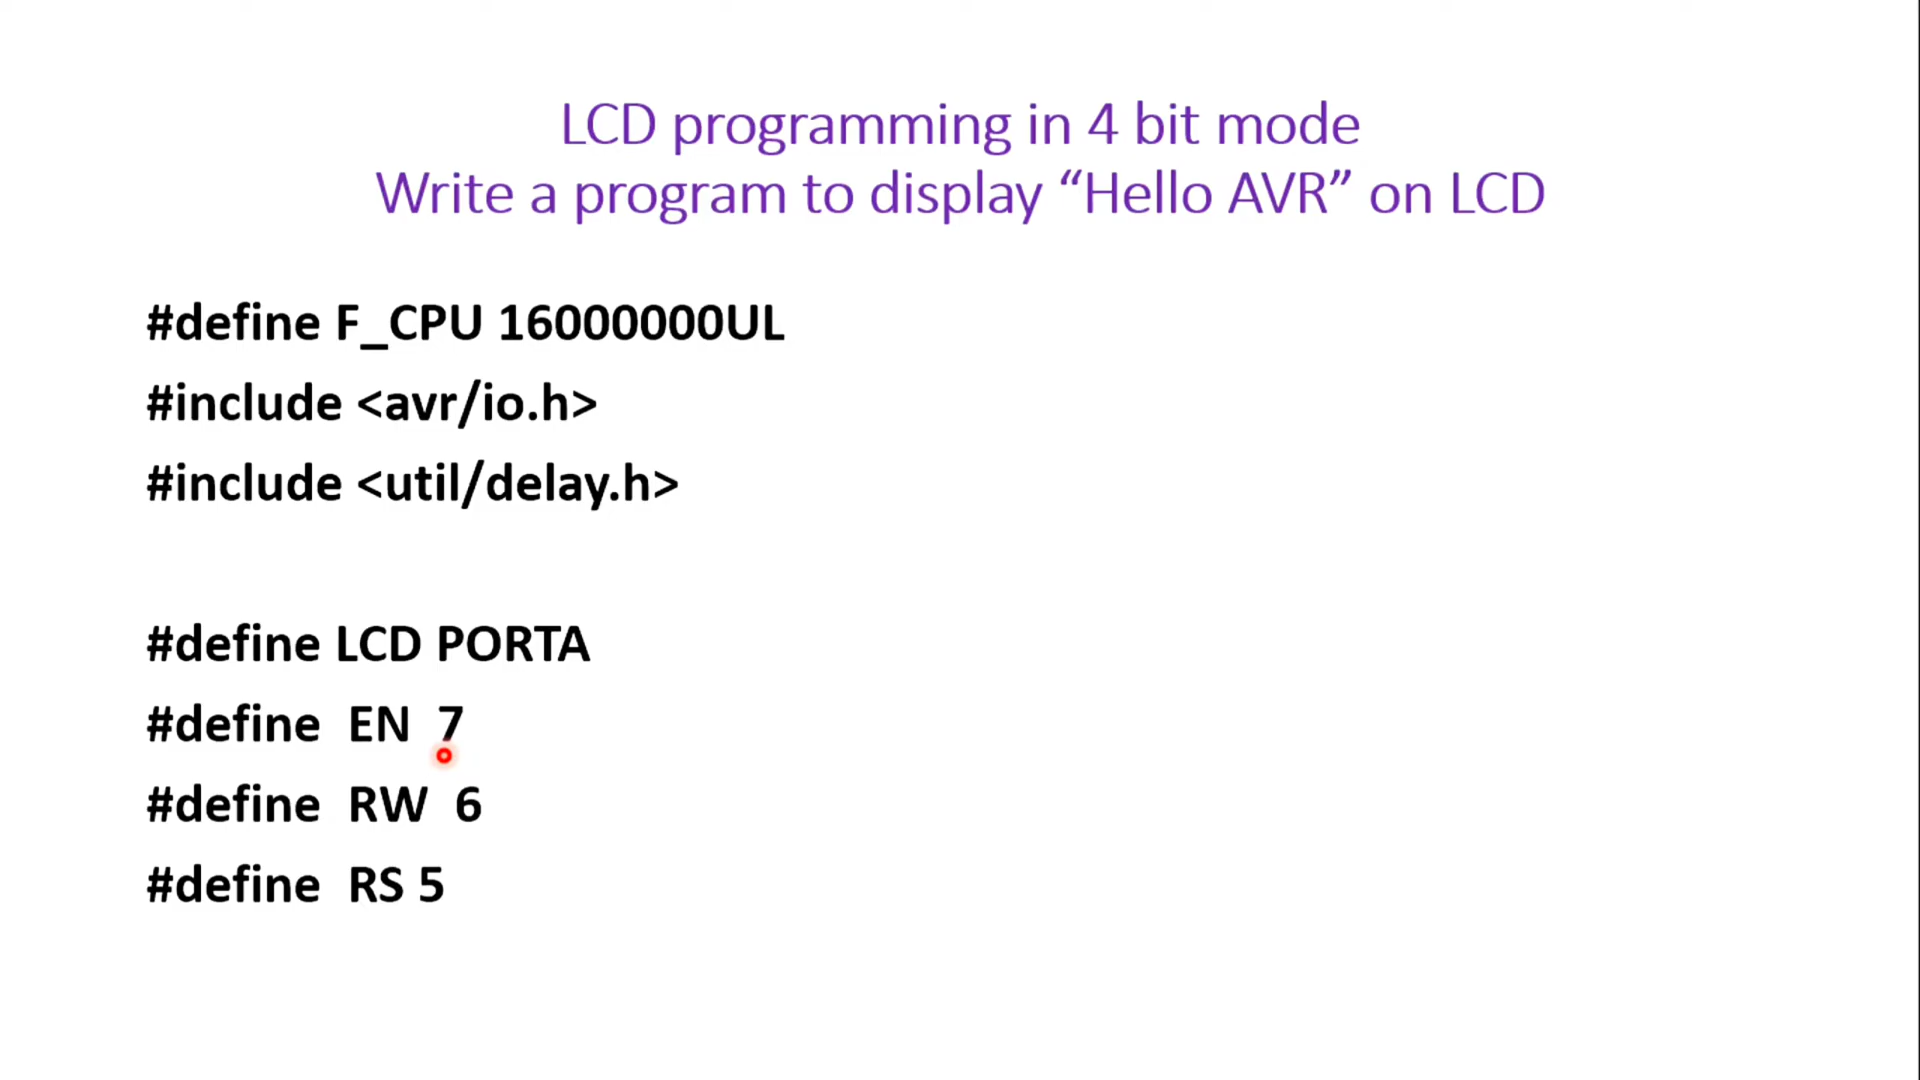 LCD programming in 4 bit mode
Write a program to display “Hello AVR” on LCD
#define F_CPU 16000000UL
#include <avr/io.h>
#include <util/delay.h>
#define LCD PORTA
#define  EN  7
#define  RW  6
#define  RS 5